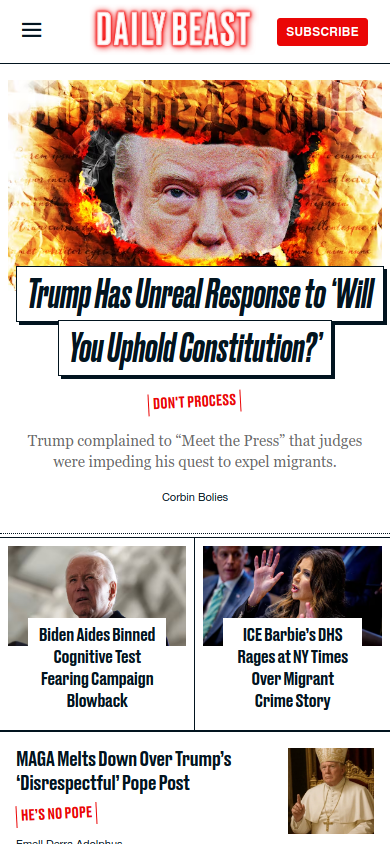 DAILY BEAST
SUBSCRIBE
We the People
Trump Has Unreal Response to ‘Will
You Uphold Constitution?’
DON'T PROCESS
Trump complained to “Meet the Press” that judges
were impeding his quest to expel migrants.
Corbin Bolies
Biden Aides Binned
Cognitive Test
Fearing Campaign
Blowback
ICE Barbie’s DHS
Rages at NY Times
Over Migrant
Crime Story
MAGA Melts Down Over Trump’s
‘Disrespectful’ Pope Post
HE'S NO POPE